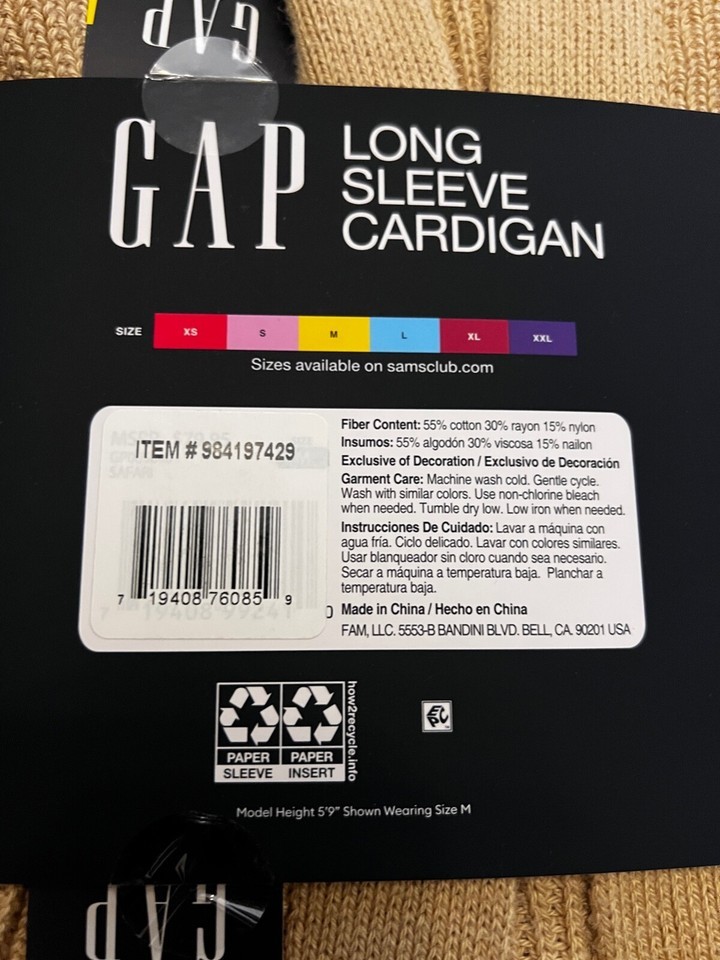 GAP
GAP
LONG
SLEEVE
CARDIGAN
SIZE XS S M L XL XXL
Sizes available on samsclub.com
ITEM # 984197429
SAFARI
7 19408 76085 9
Fiber Content: 55% cotton 30% rayon 15% nylon
Insumos: 55% algodón 30% viscosa 15% nailon
Exclusive of Decoration / Exclusivo de Decoración
Garment Care: Machine wash cold. Gentle cycle.
Wash with similar colors. Use non-chlorine bleach
when needed. Tumble dry low. Low iron when needed.
Instrucciones De Cuidado: Lavar a máquina con
agua fría. Ciclo delicado. Lavar con colores similares.
Usar blanqueador sin cloro cuando sea necesario.
Secar a máquina a temperatura baja. Planchar a
temperatura baja.
Made in China / Hecho en China
FAM, LLC. 5553-B BANDINI BLVD. BELL, CA. 90201 USA
PAPER PAPER
SLEEVE INSERT
how2recycle.info
EPC
Model Height 5'9" Shown Wearing Size M
GAP